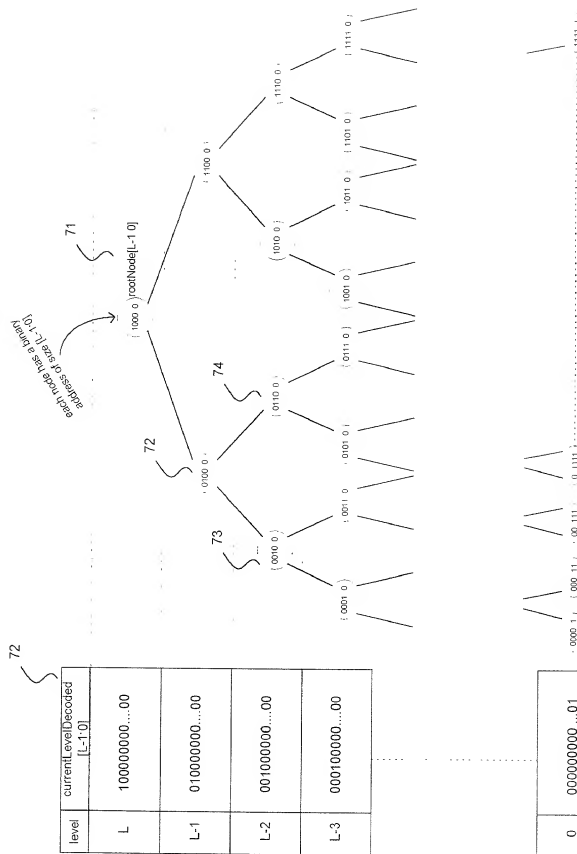 72
level currentLevelDecoded
[L-1:0]
L 100000000....00
L-1 010000000....00
L-2 001000000....00
L-3 000100000....00
0 000000000 ...01
each node has a binary
address of size [L-1:0]
71
( 1000 0 ) rootNode[L-1 0]
72
( 0100 0 ) ( 1100 0 )
73 74
( 0010 0 ) ( 0110 0 ) ( 1010 0 ) ( 1110 0 )
( 0001 0 ) ( 0011 0 ( 0101 0 ) ( 0111 0 ) ( 1001 0 ) ( 1011 0 ) ( 1101 0 ) ( 1111 0 )
( 0000 1 ) ( 000 11 ) ( 00 111 ) ( 0 1111 ) ( 1111